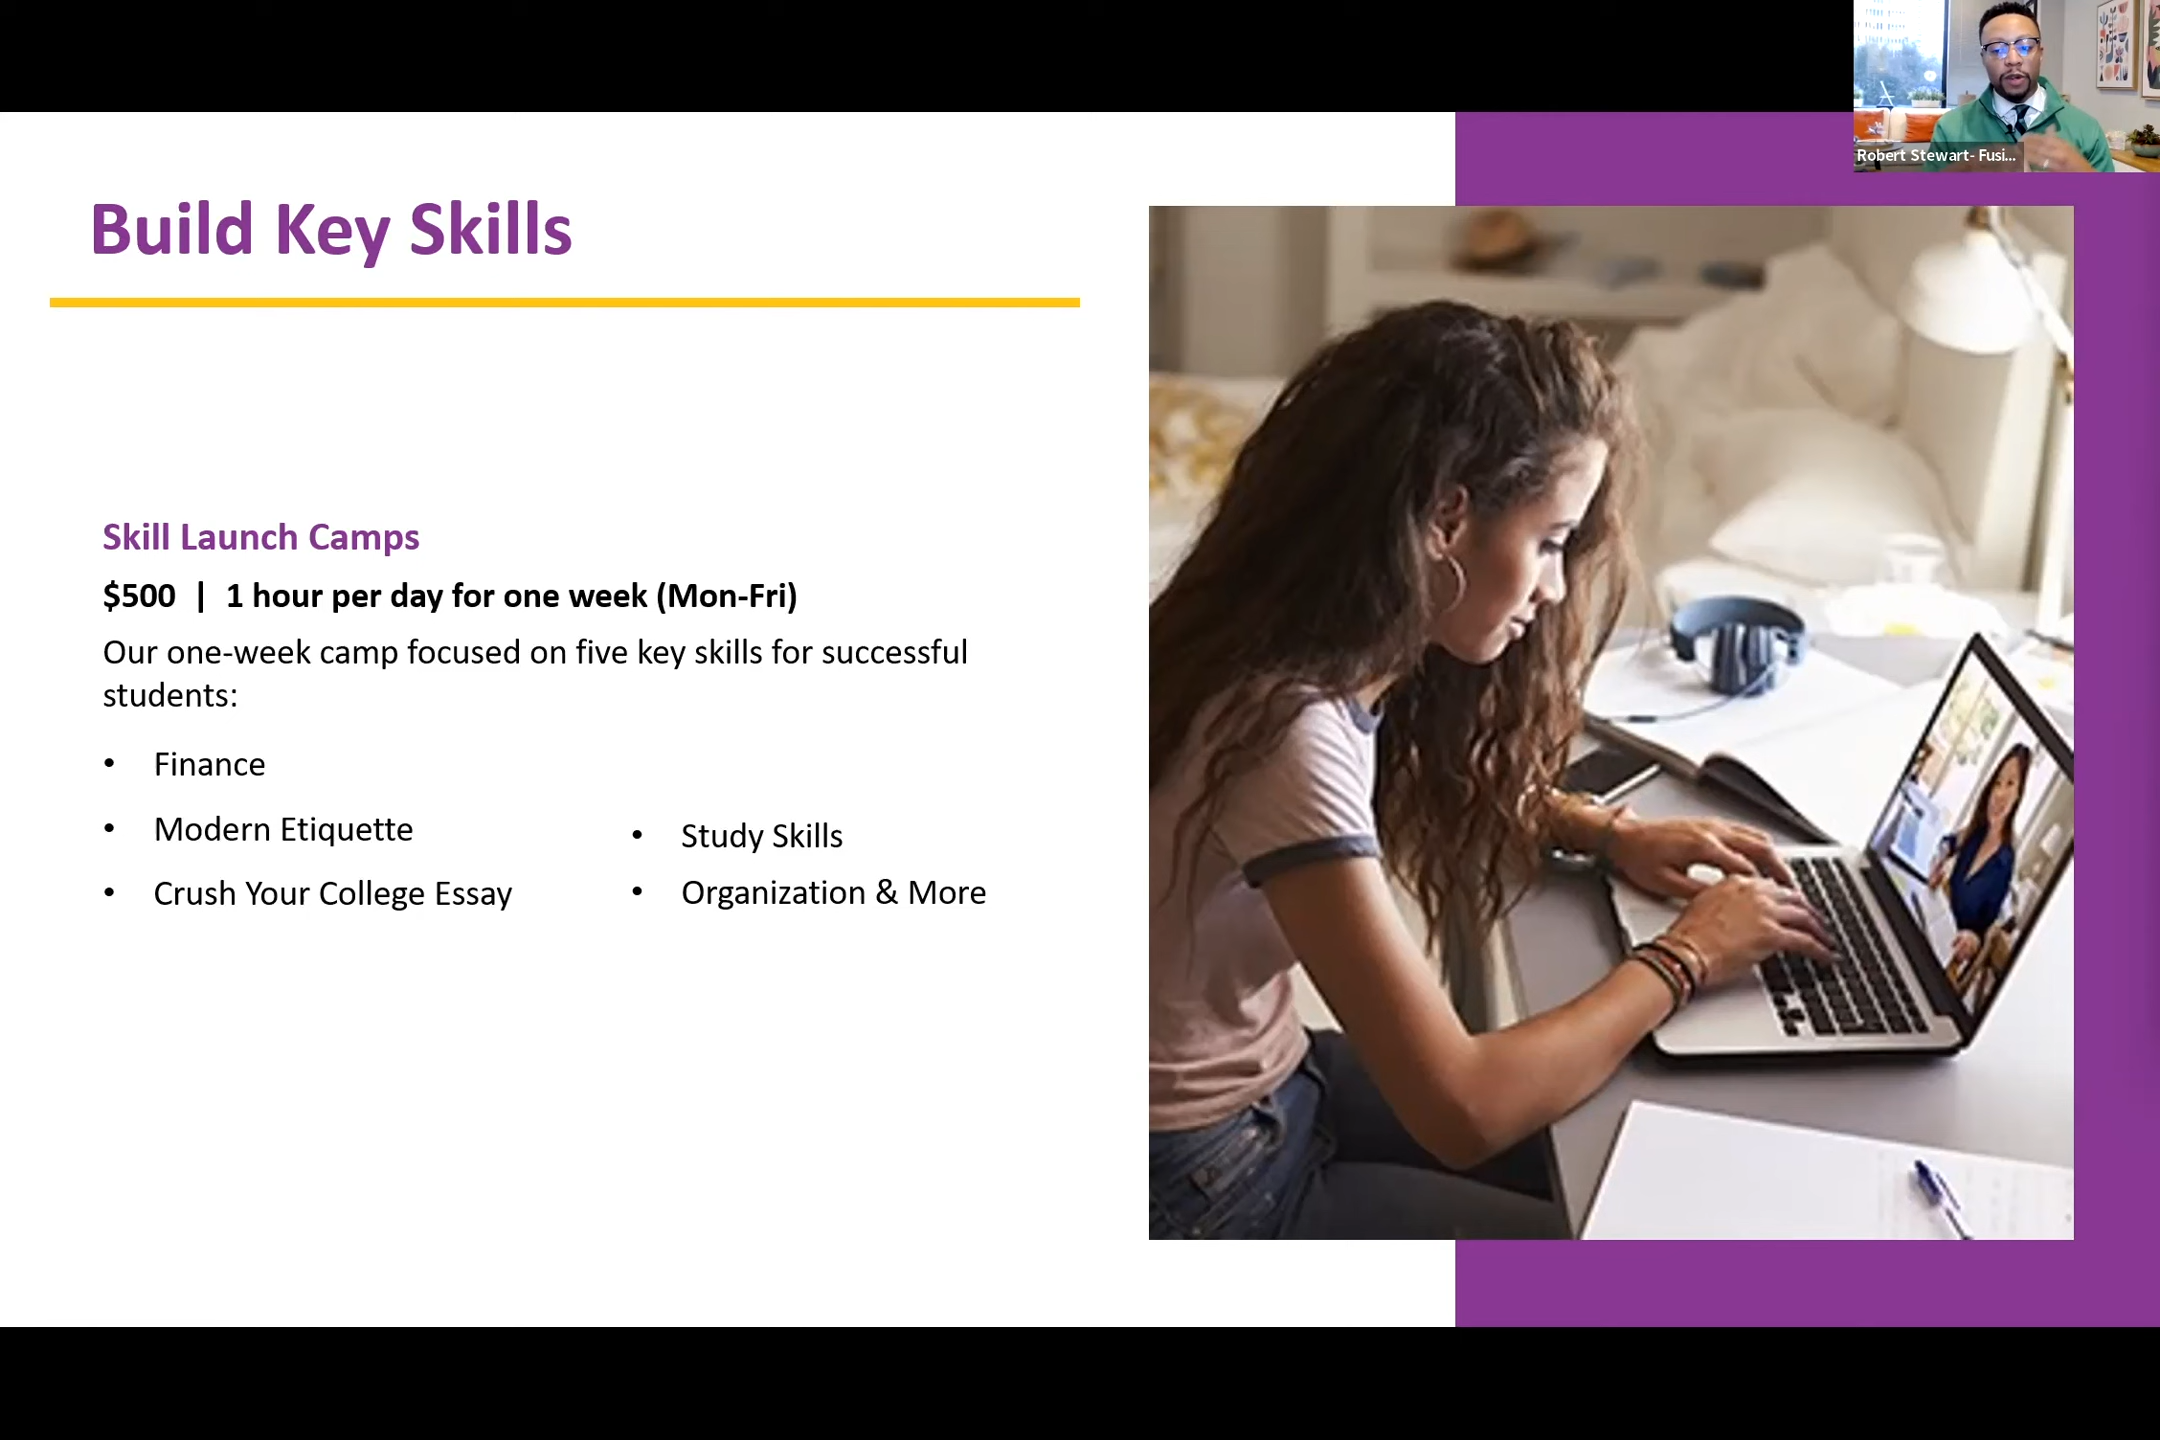 Robert Stewart- Fusi...
Build Key Skills
Skill Launch Camps
$500 | 1 hour per day for one week (Mon-Fri)
Our one-week camp focused on five key skills for successful
students:
• Finance
• Modern Etiquette
• Crush Your College Essay
• Study Skills
• Organization & More